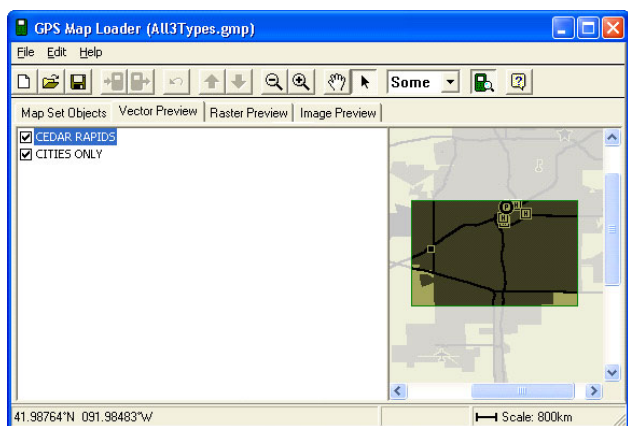 GPS Map Loader (All3Types.gmp)
File Edit Help
Some
Map Set Objects Vector Preview Raster Preview Image Preview
CEDAR RAPIDS
CITIES ONLY
41.98764°N 091.98483°W
Scale: 800km